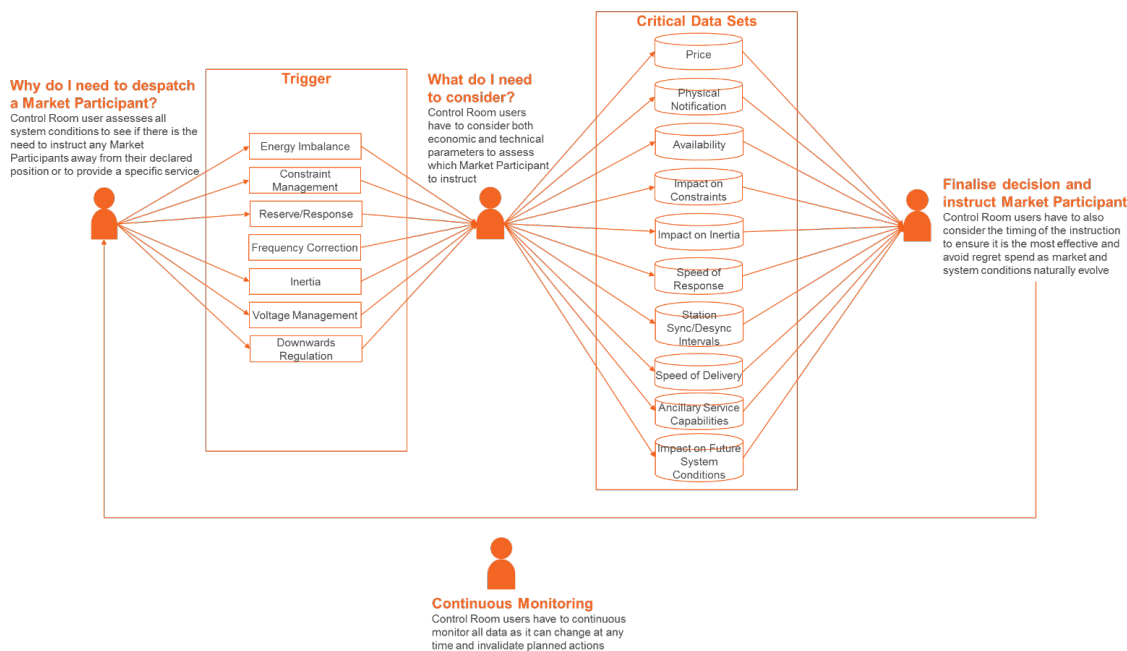 Why do I need to despatch
a Market Participant?
Control Room user assesses all
system conditions to see if there is the
need to instruct any Market
Participants away from their declared
position or to provide a specific service
Trigger
Energy Imbalance
Constraint
Management
Reserve/Response
Frequency Correction
Inertia
Voltage Management
Downwards
Regulation
What do I need
to consider?
Control Room users
have to consider both
economic and technical
parameters to assess
which Market Participant
to instruct
Critical Data Sets
Price
Physical
Notification
Availability
Impact on
Constraints
Impact on Inertia
Speed of
Response
Station
Sync/Desync
Intervals
Speed of Delivery
Ancillary Service
Capabilities
Impact on Future
System
Conditions
Finalise decision and
instruct Market Participant
Control Room users have to also
consider the timing of the instruction
to ensure it is the most effective and
avoid regret spend as market and
system conditions naturally evolve
Continuous Monitoring
Control Room users have to continuous
monitor all data as it can change at any
time and invalidate planned actions